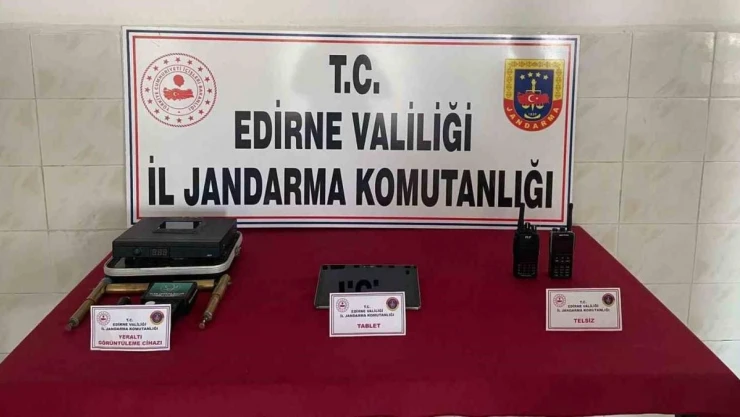 T.C.
EDİRNE VALİLİĞİ
İL JANDARMA KOMUTANLIĞI
JANDARMA
T.C.
EDİRNE VALİLİĞİ
İL JANDARMA KOMUTANLIĞI
YERALTI
GÖRÜNTÜLEME CİHAZI
T.C.
EDİRNE VALİLİĞİ
İL JANDARMA KOMUTANLIĞI
TABLET
T.C.
EDİRNE VALİLİĞİ
İL JANDARMA KOMUTANLIĞI
TELSİZ